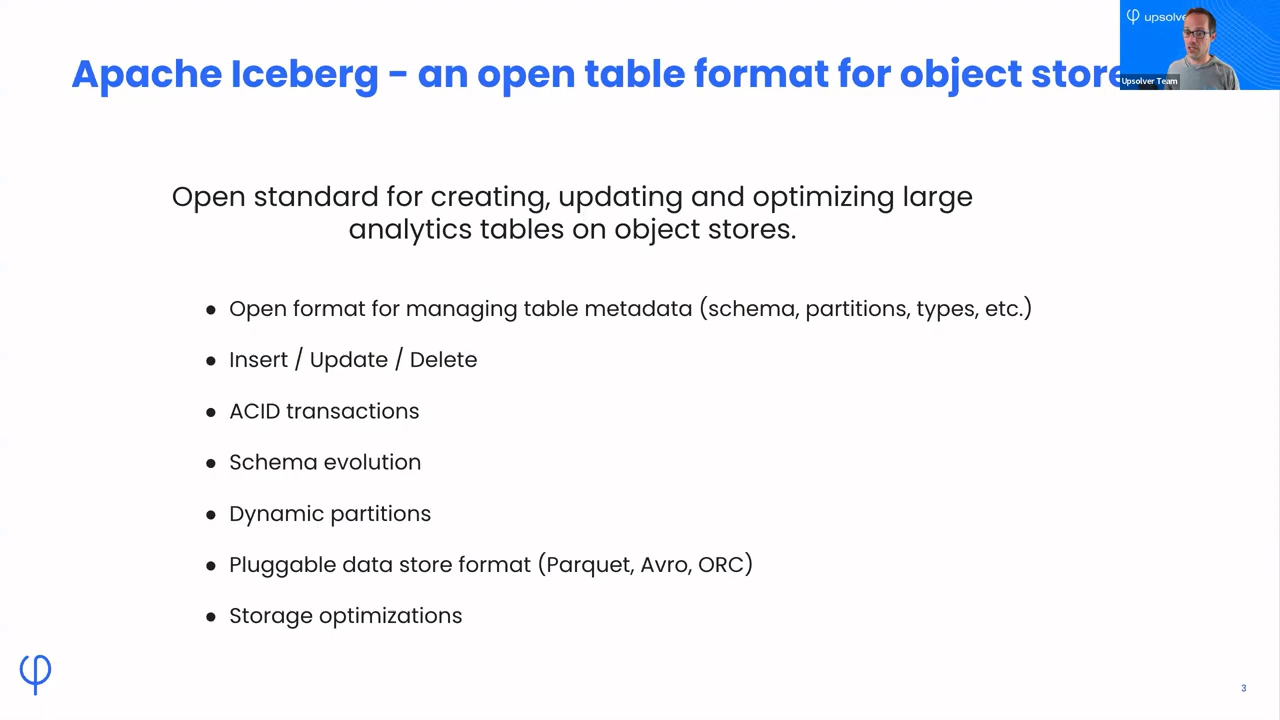 Apache Iceberg - an open table format for object store
upsolve
Upsolver Team
Open standard for creating, updating and optimizing large
analytics tables on object stores.
● Open format for managing table metadata (schema, partitions, types, etc.)
● Insert / Update / Delete
● ACID transactions
● Schema evolution
● Dynamic partitions
● Pluggable data store format (Parquet, Avro, ORC)
● Storage optimizations
3